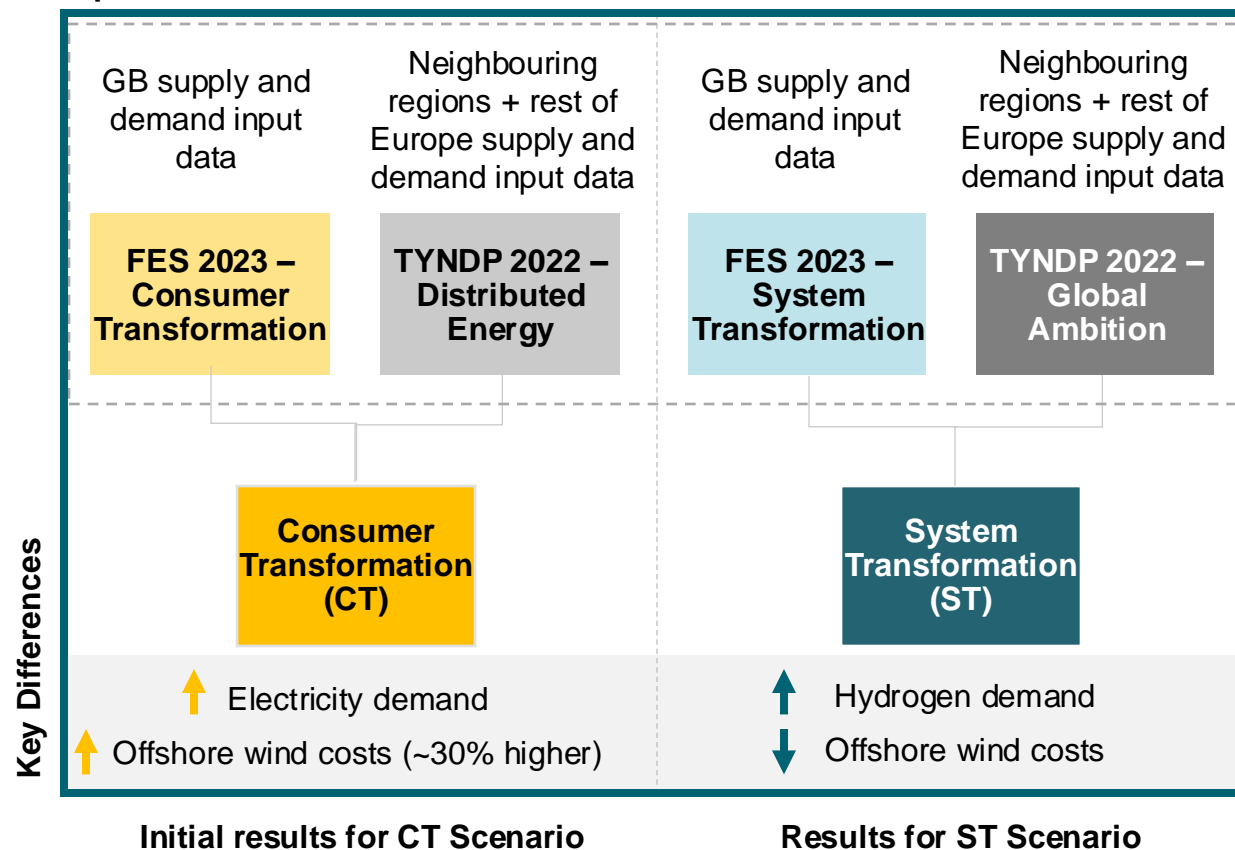 GB supply and
demand input
data
Neighbouring
regions + rest of
Europe supply and
demand input data
GB supply and
demand input
data
Neighbouring
regions + rest of
Europe supply and
demand input data
FES 2023 –
Consumer
Transformation
TYNDP 2022 –
Distributed
Energy
FES 2023 –
System
Transformation
TYNDP 2022 –
Global
Ambition
Consumer
Transformation
(CT)
System
Transformation
(ST)
Key Differences
Electricity demand
Offshore wind costs (~30% higher)
Hydrogen demand
Offshore wind costs
Initial results for CT Scenario
Results for ST Scenario